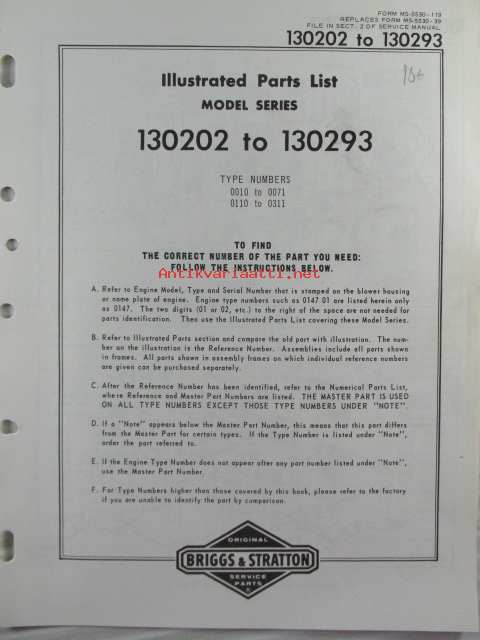 FORM MS-5530-119
REPLACES FORM MS-5530-99
FILE IN SECT. 2 OF SERVICE MANUAL
130202 to 130293
Illustrated Parts List
MODEL SERIES
130202 to 130293
TYPE NUMBERS
0010 to 0071
0110 to 0311
TO FIND
THE CORRECT NUMBER OF THE PART YOU NEED:
FOLLOW THE INSTRUCTIONS BELOW.
Antikvariaatti.net
A. Refer to Engine Model, Type and Serial Number that is stamped on the blower housing
or name plate of engine. Engine type numbers such as 0147 01 are listed herein only
as 0147. The two digits (01 or 02, etc.) to the right of the space are not needed for
parts identification. Then use the Illustrated Parts List covering these Model Series.
B. Refer to Illustrated Parts section and compare the old part with illustration. The num-
ber on the illustration is the Reference Number. Assemblies include all parts shown
in frames. All parts shown in assembly frames on which individual reference numbers
are given can be purchased separately.
C. After the Reference Number has been identified, refer to the Numerical Parts List,
where Reference and Master Part Numbers are listed. THE MASTER PART IS USED
ON ALL TYPE NUMBERS EXCEPT THOSE TYPE NUMBERS UNDER "NOTE".
D. If a "Note" appears below the Master Part Number, this means that this part differs
from the Master Part for certain types. If the Type Number is listed under "Note",
order the part referred to.
E. If the Engine Type Number does not appear after any part number listed under "Note",
use the Master Part Number.
F. For Type Numbers higher than those covered by this book, please refer to the factory
if you are unable to identify the part by comparison.
ORIGINAL
BRIGGS & STRATTON
SERVICE
PARTS